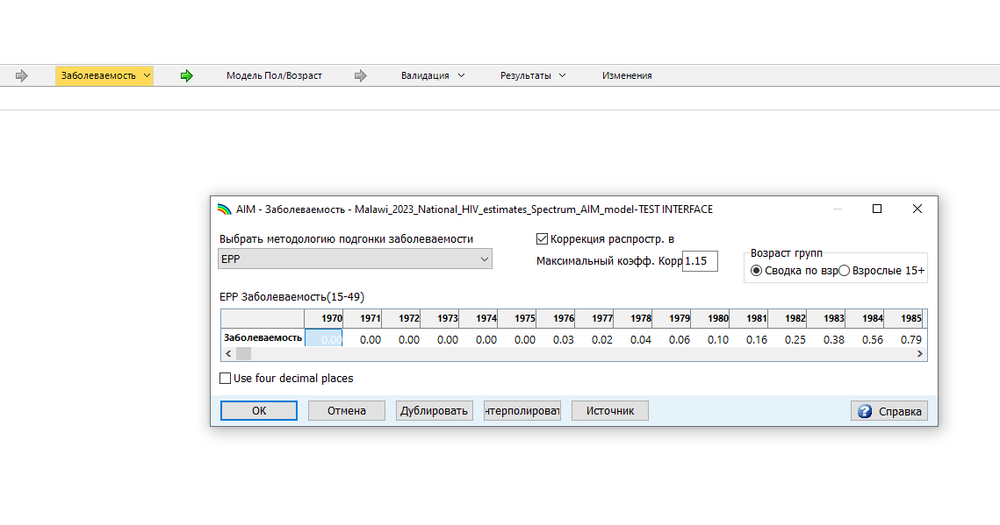 Заболеваемость Модель Пол/Возраст Валидация Результаты Изменения
AIM - Заболеваемость - Malawi_2023_National_HIV_estimates_Spectrum_AIM_model-TEST INTERFACE
Выбрать методологию подгонки заболеваемости
Коррекция распростр. в
EPP
Максимальный коэфф. Корр 1.15
Возраст групп
Сводка по взр Взрослые 15+
EPP Заболеваемость(15-49)
1970 1971 1972 1973 1974 1975 1976 1977 1978 1979 1980 1981 1982 1983 1984 1985
Заболеваемость 0.00 0.00 0.00 0.00 0.00 0.00 0.03 0.02 0.04 0.06 0.10 0.16 0.25 0.38 0.56 0.79
Use four decimal places
ОК Отмена Дублировать нтерполироват Источник Справка